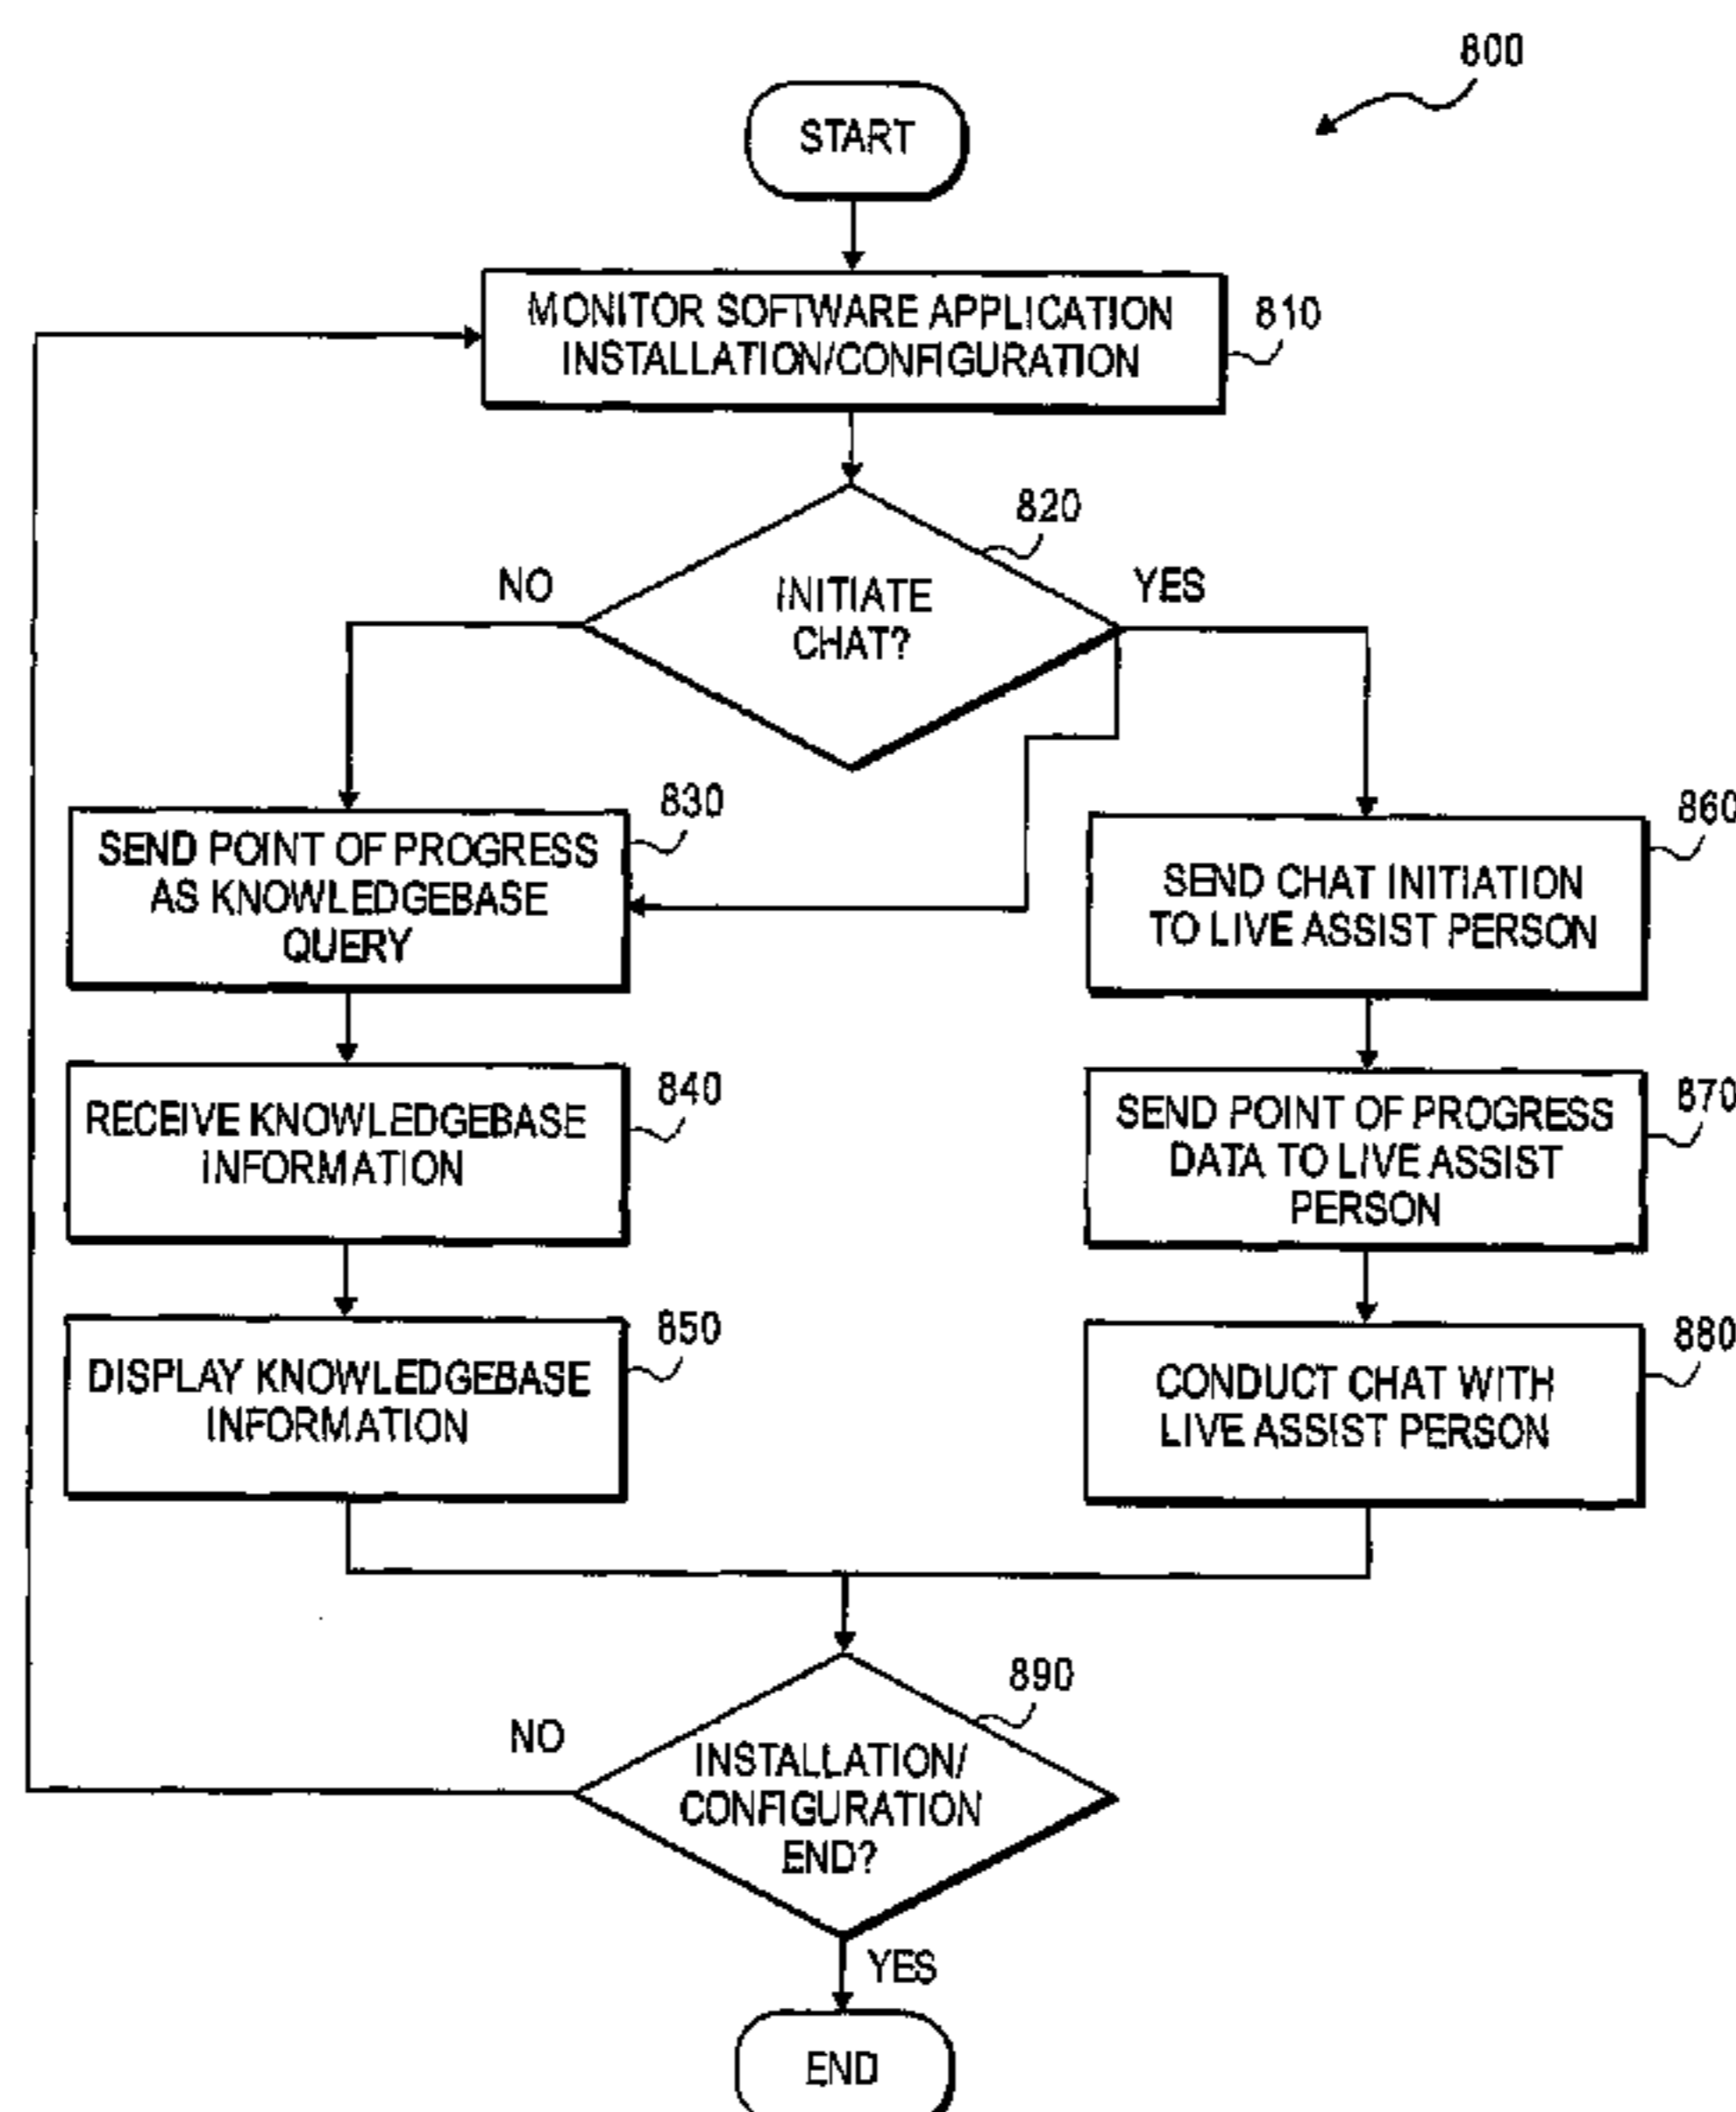 800
START
MONITOR SOFTWARE APPLICATION
INSTALLATION/CONFIGURATION
810
820
NO
INITIATE
CHAT?
YES
830
SEND POINT OF PROGRESS
AS KNOWLEDGEBASE
QUERY
860
SEND CHAT INITIATION
TO LIVE ASSIST PERSON
840
RECEIVE KNOWLEDGEBASE
INFORMATION
870
SEND POINT OF PROGRESS
DATA TO LIVE ASSIST
PERSON
850
DISPLAY KNOWLEDGEBASE
INFORMATION
880
CONDUCT CHAT WITH
LIVE ASSIST PERSON
890
NO
INSTALLATION/
CONFIGURATION
END?
YES
END